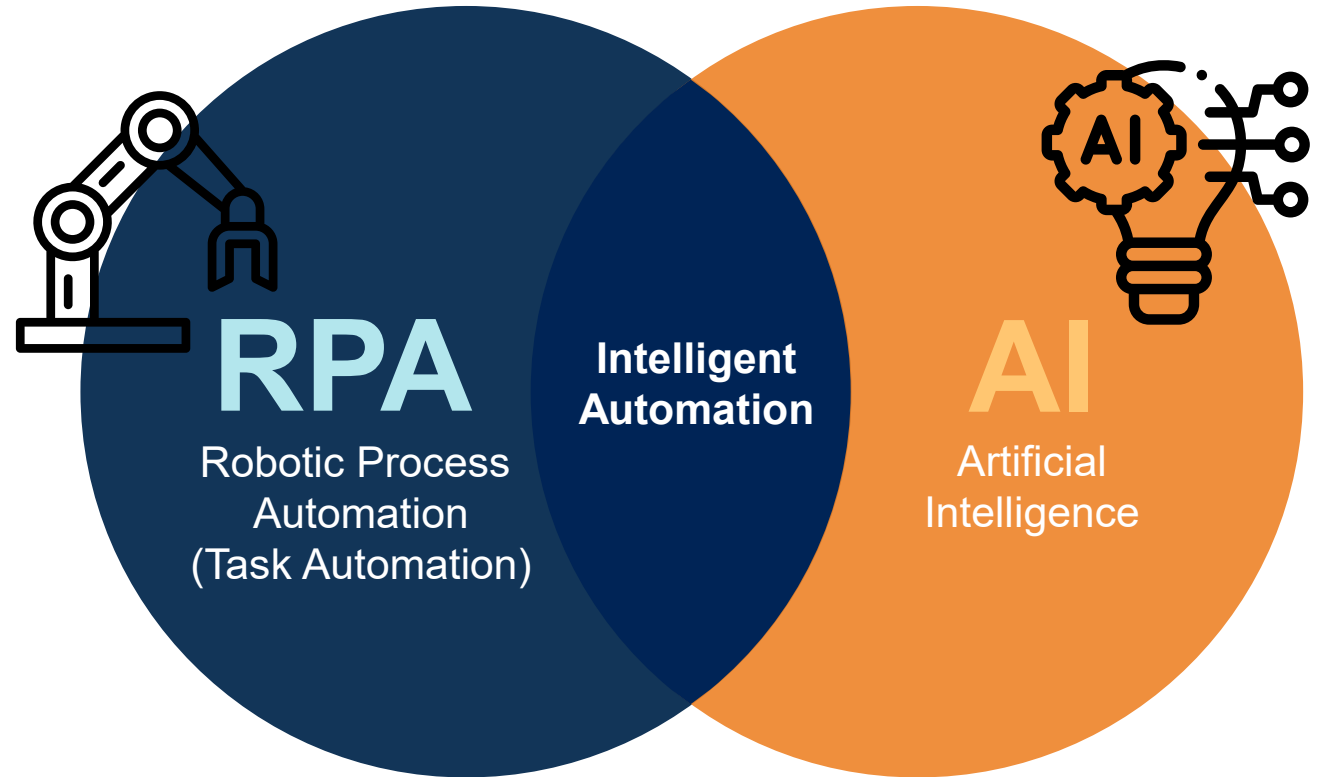 AI
RPA
Robotic Process
Automation
(Task Automation)
Intelligent
Automation
AI
Artificial
Intelligence